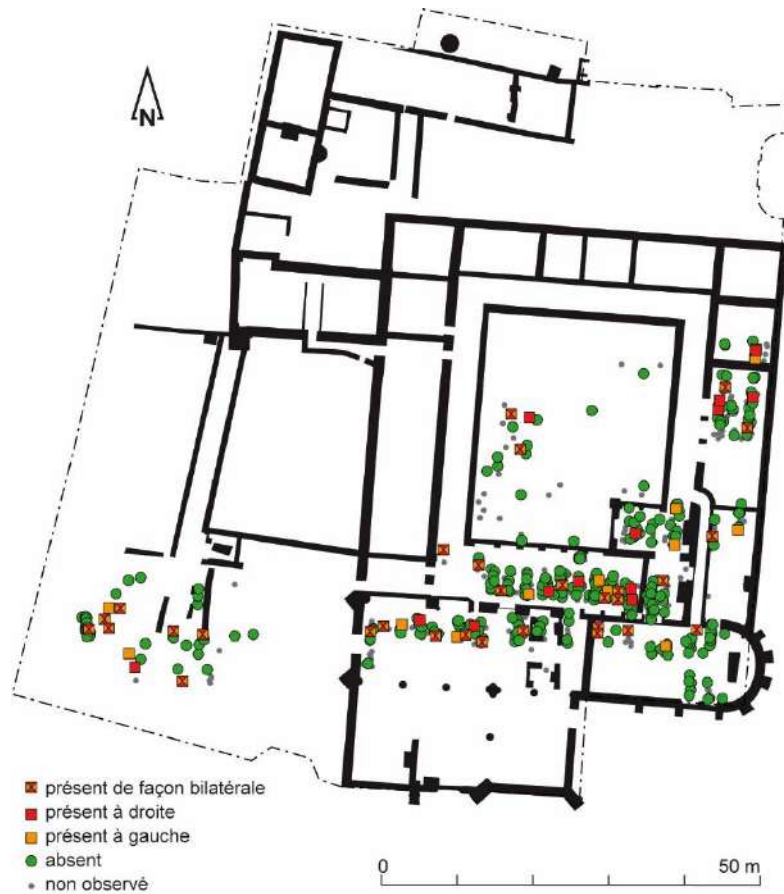 N
présent de façon bilatérale
présent à droite
présent à gauche
absent
non observé
0 50 m